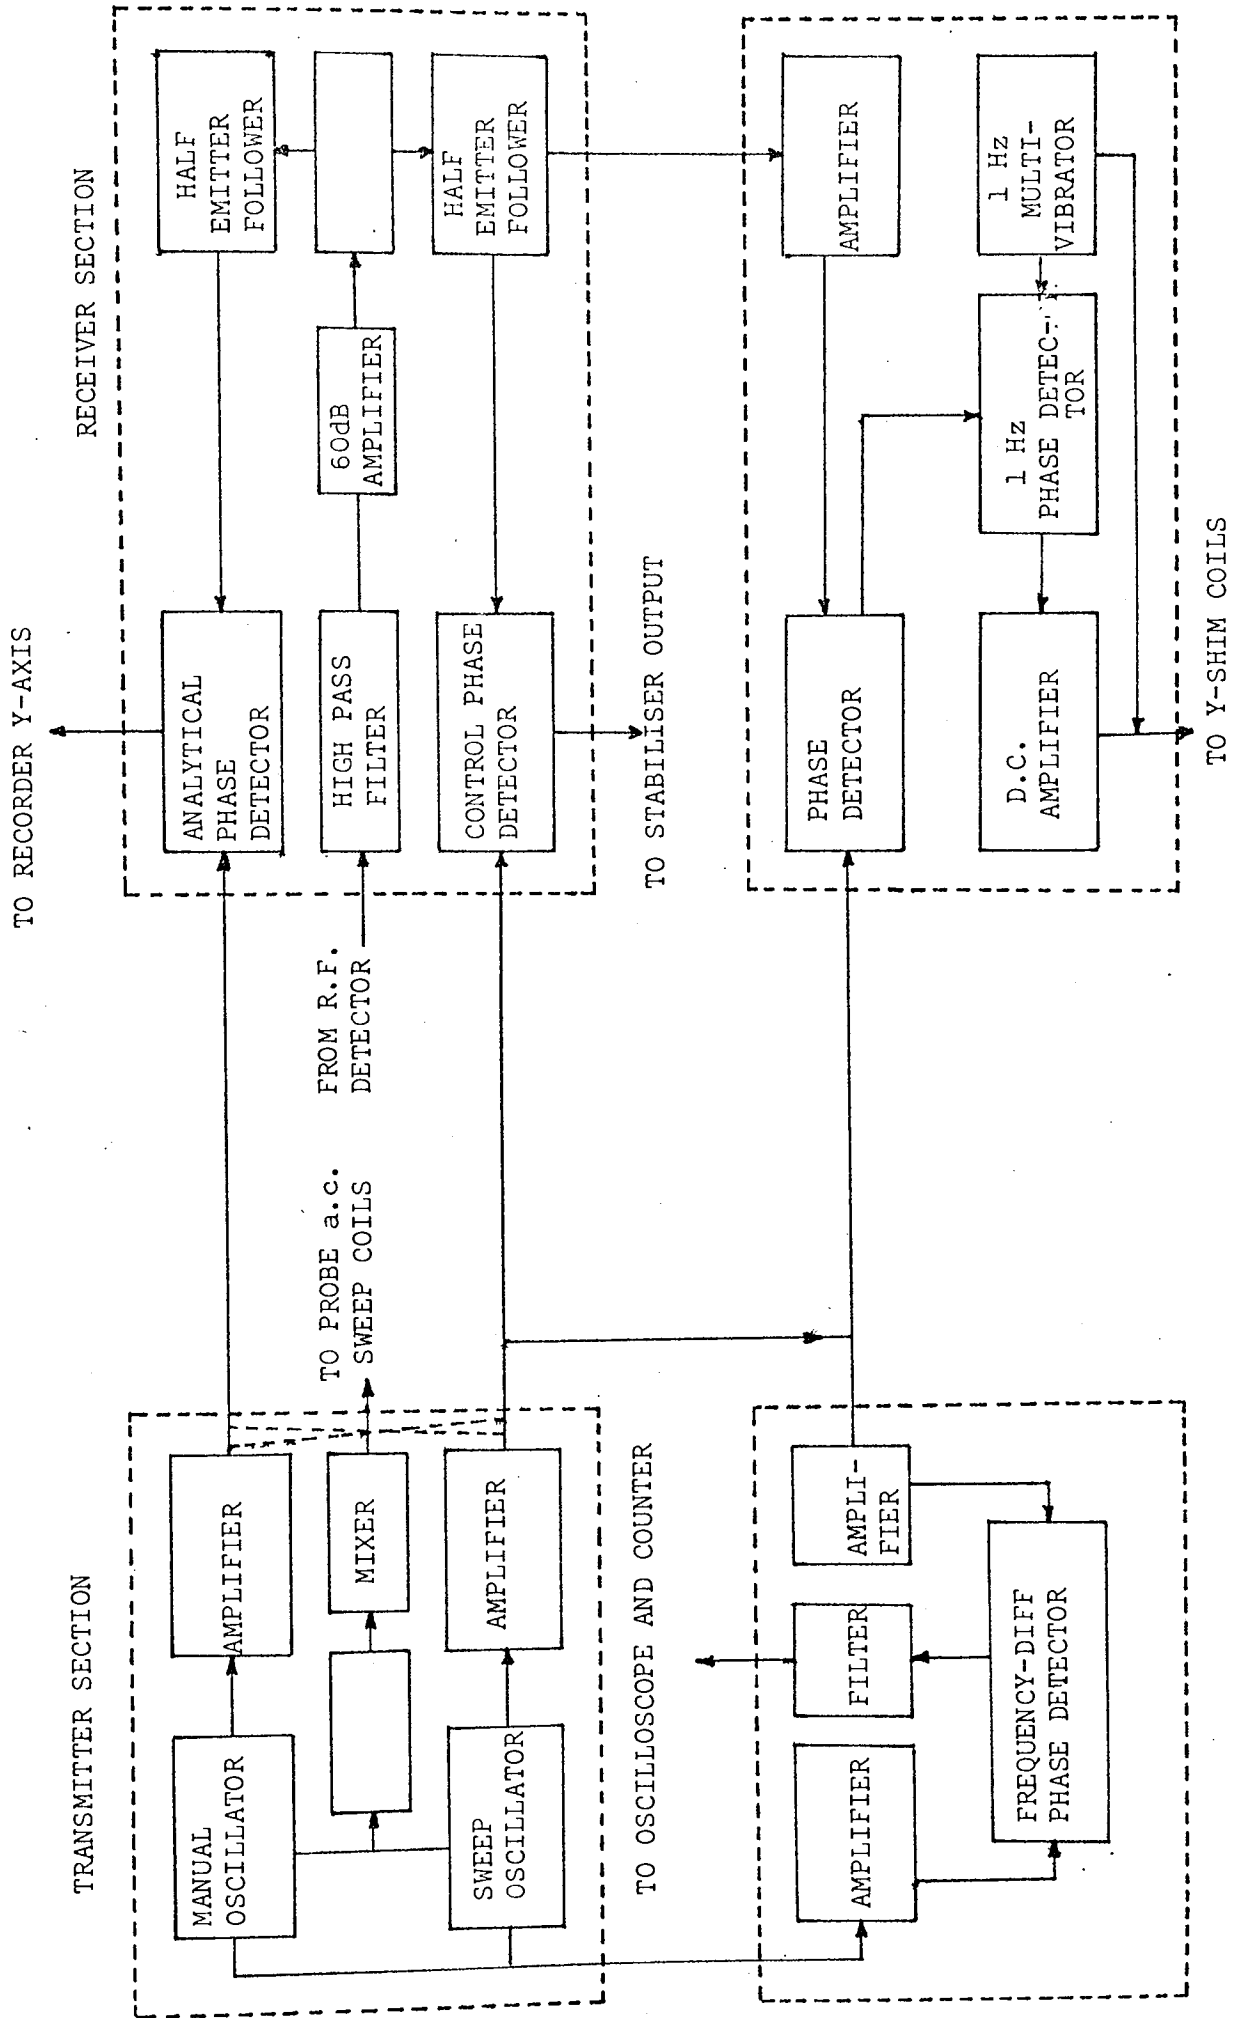 TRANSMITTER SECTION
MANUAL
OSCILLATOR
AMPLIFIER
MIXER
SWEEP
OSCILLATOR
AMPLIFIER
TO PROBE a.c.
SWEEP COILS
FROM R.F.
DETECTOR
TO RECORDER Y-AXIS
RECEIVER SECTION
ANALYTICAL
PHASE
DETECTOR
HALF
EMITTER
FOLLOWER
HIGH PASS
FILTER
60dB
AMPLIFIER
CONTROL PHASE
DETECTOR
HALF
EMITTER
FOLLOWER
TO STABILISER OUTPUT
TO OSCILLOSCOPE AND COUNTER
AMPLIFIER
FILTER
AMPLI-
FIER
FREQUENCY-DIFF
PHASE DETECTOR
PHASE
DETECTOR
AMPLIFIER
D.C.
AMPLIFIER
1 Hz
PHASE DETEC-
TOR
1 Hz
MULTI-
VIBRATOR
TO Y-SHIM COILS